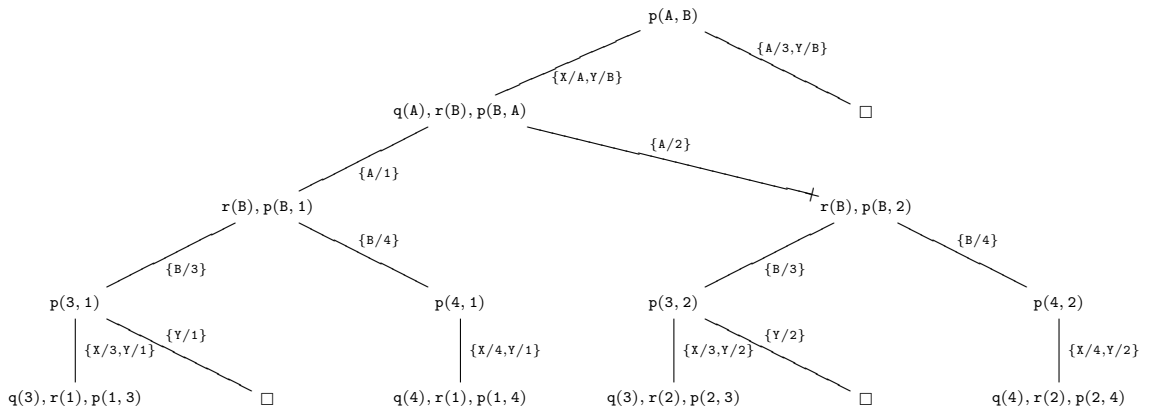 p(A,B)
{A/3,Y/B}
{X/A,Y/B}
q(A),r(B),p(B,A)
□
{A/2}
{A/1}
r(B),p(B,1)
r(B),p(B,2)
{B/4}
{B/4}
{B/3}
{B/3}
p(3,1)
p(4,1)
p(3,2)
p(4,2)
{Y/1}
{Y/2}
{X/3,Y/1}
{X/4,Y/1}
{X/3,Y/2}
{X/4,Y/2}
q(3),r(1),p(1,3)
□
q(4),r(1),p(1,4)
q(3),r(2),p(2,3)
□
q(4),r(2),p(2,4)